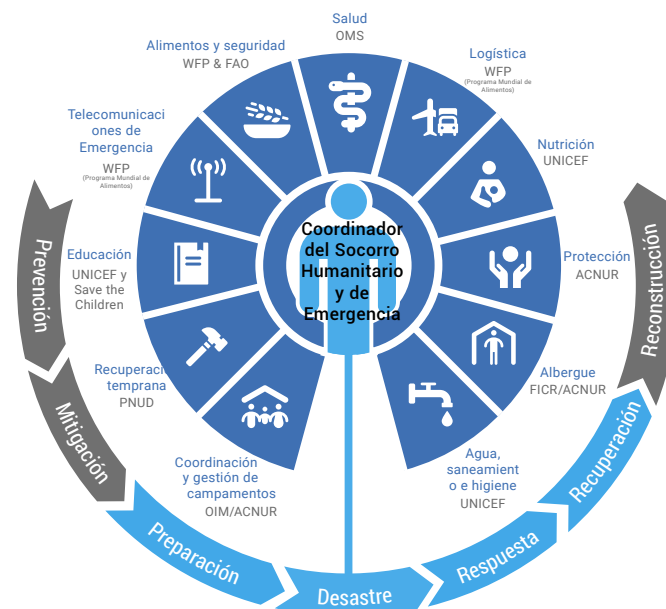 Salud
OMS
Alimentos y seguridad
WFP & FAO
Logística
WFP
(Programa Mundial de
Alimentos)
Telecomunicaci
ones de
Emergencia
WFP
(Programa Mundial de
Alimentos)
Nutrición
UNICEF
Educación
UNICEF y
Save the
Children
Coordinador
del Socorro
Humanitario
y de
Emergencia
Protección
ACNUR
Recuperaci
temprana
PNUD
Albergue
FICR/ACNUR
Coordinación
y gestión de
campamentos
OIM/ACNUR
Agua,
saneamient
o e higiene
UNICEF
Prevención
Mitigación
Preparación
Desastre
Respuesta
Recuperación
Reconstrucción